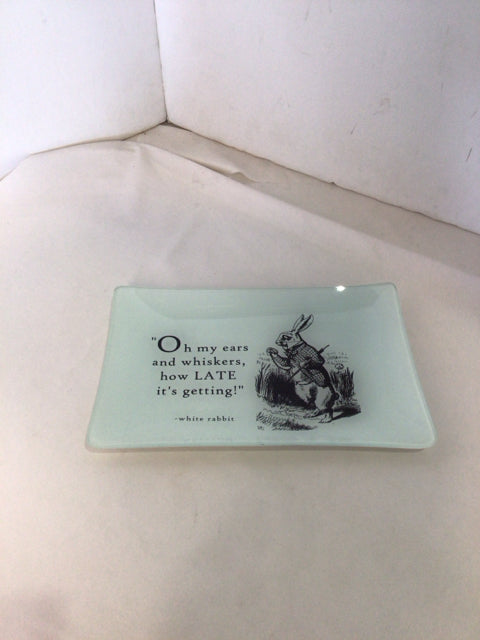 "Oh my ears
and whiskers,
how LATE
it's getting!"
-white rabbit